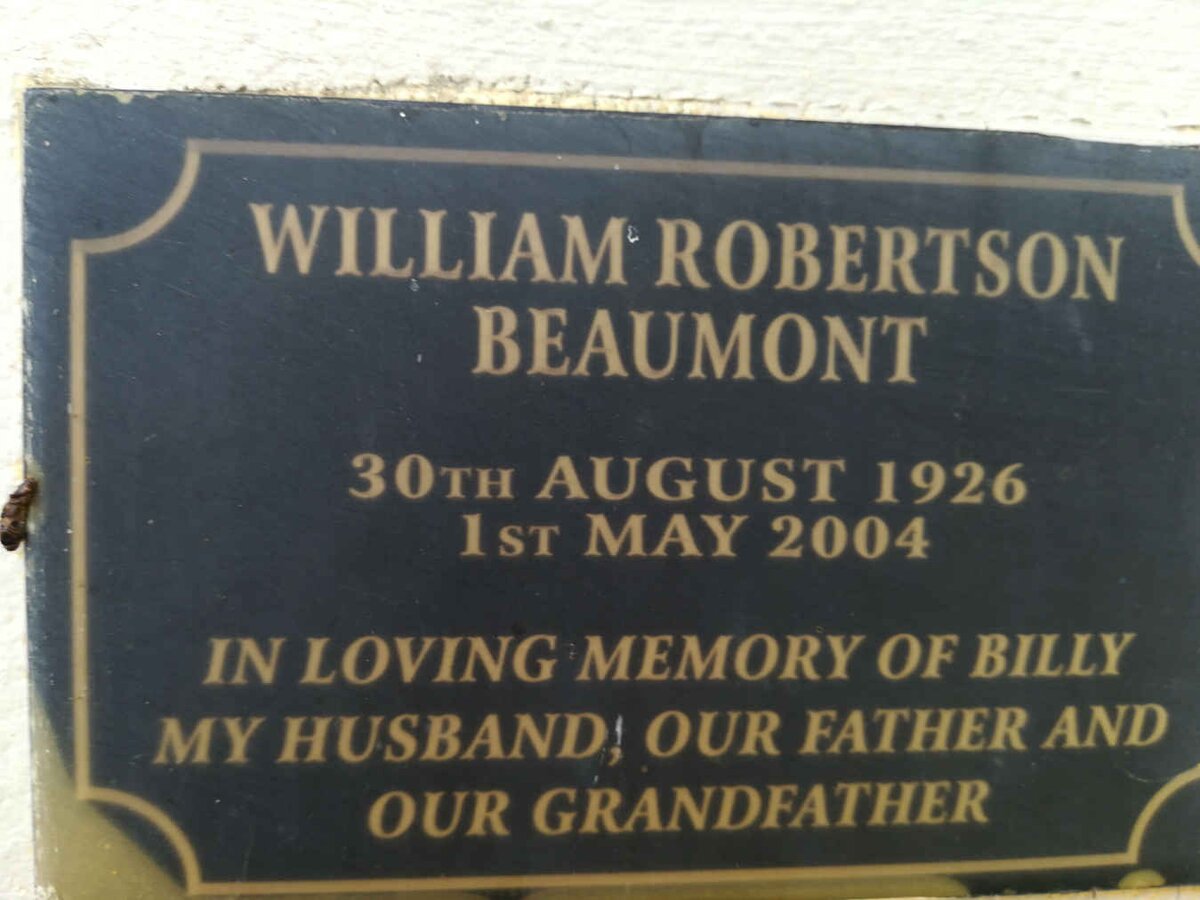 WILLIAM ROBERTSON
BEAUMONT
30TH AUGUST 1926
1ST MAY 2004
IN LOVING MEMORY OF BILLY
MY HUSBAND, OUR FATHER AND
OUR GRANDFATHER